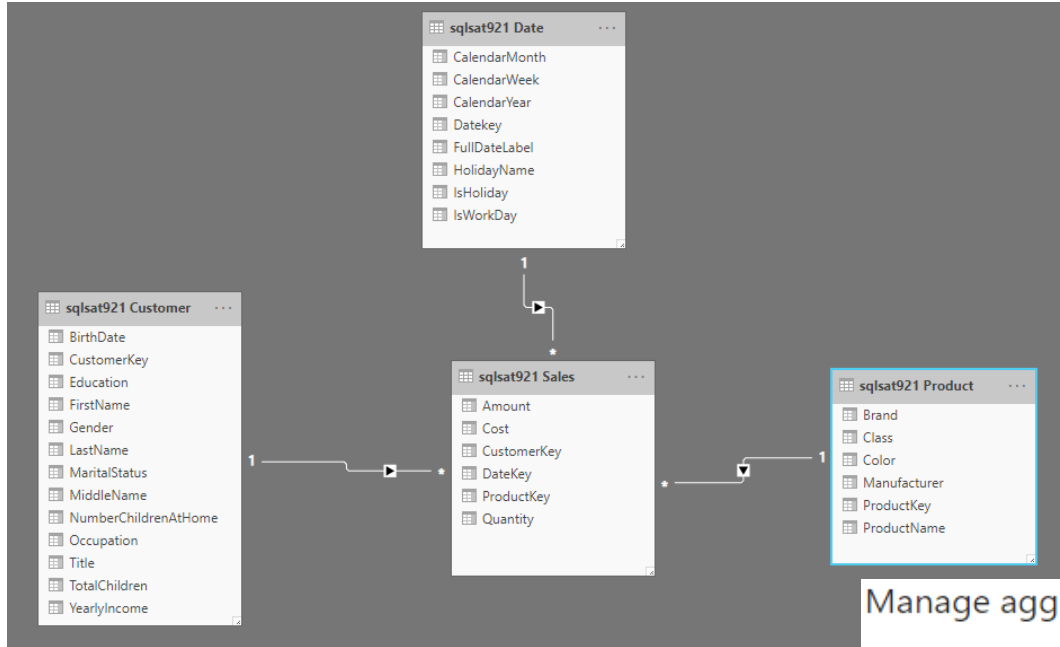 sqlsat921 Date ...
CalendarMonth
CalendarWeek
CalendarYear
Datekey
FullDateLabel
HolidayName
IsHoliday
IsWorkDay
1
*
sqlsat921 Customer ...
BirthDate
CustomerKey
Education
FirstName
Gender
LastName
MaritalStatus
MiddleName
NumberChildrenAtHome
Occupation
Title
TotalChildren
YearlyIncome
1
*
sqlsat921 Sales ...
Amount
Cost
CustomerKey
DateKey
ProductKey
Quantity
*
1
sqlsat921 Product ...
Brand
Class
Color
Manufacturer
ProductKey
ProductName
Manage agg